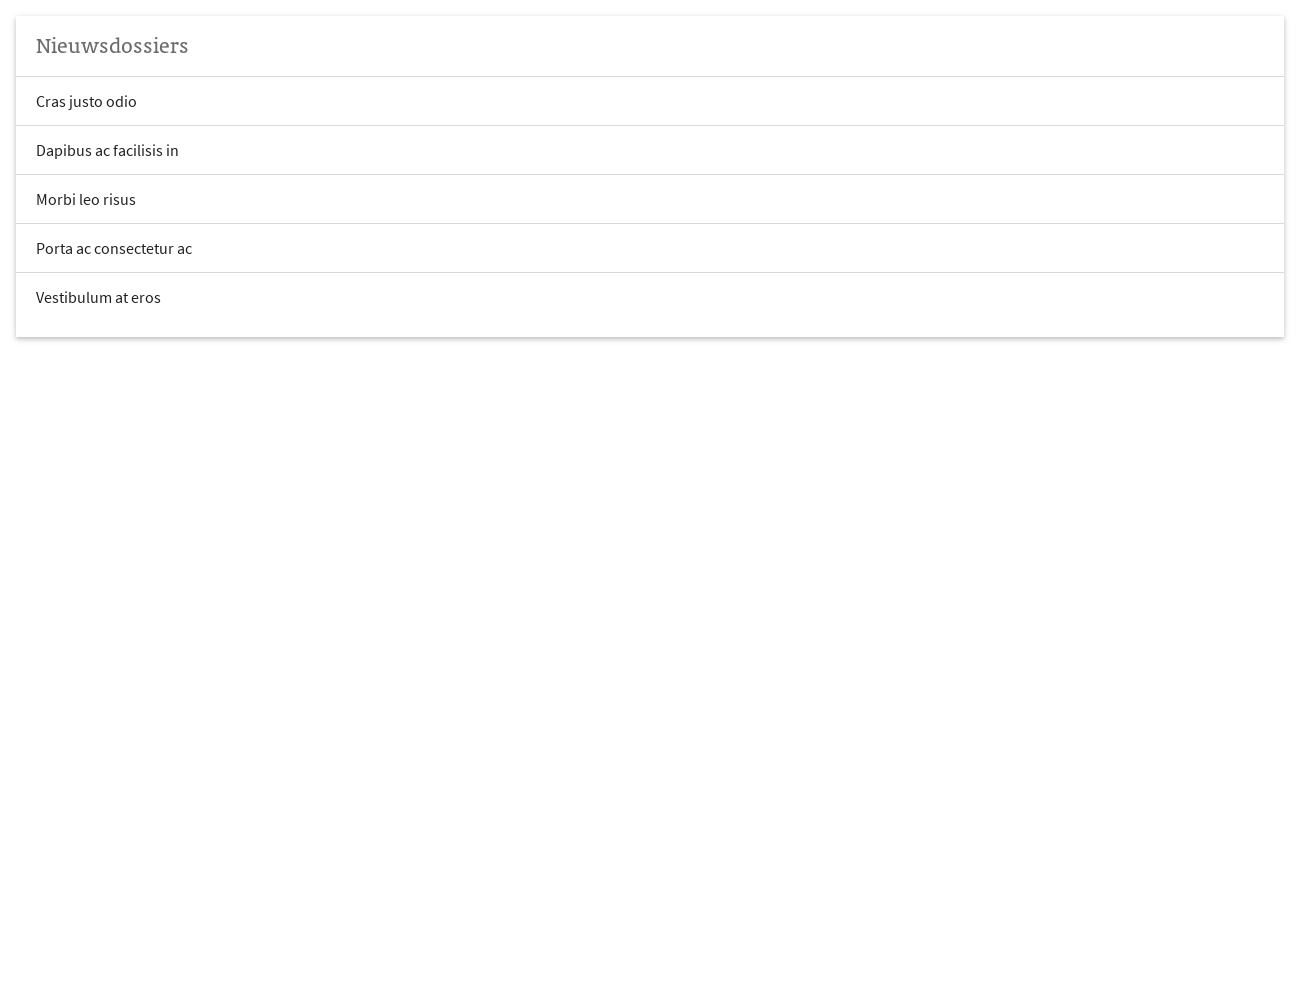 Nieuwsdossiers
Cras justo odio
Dapibus ac facilisis in
Morbi leo risus
Porta ac consectetur ac
Vestibulum at eros